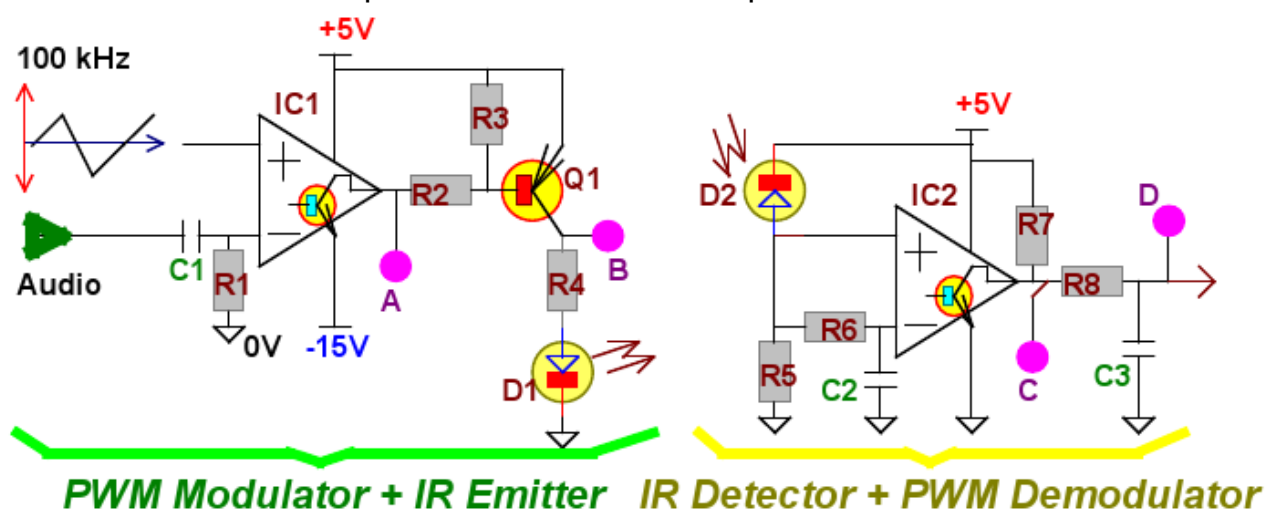 +5V
100 kHz
IC1
R3
+5V
Q1
D2
IC2
D
R2
R7
Audio
C1
R1
A
B
R4
R8
0V
-15V
R6
R5
C2
C
C3
D1
PWM Modulator + IR Emitter
IR Detector + PWM Demodulator